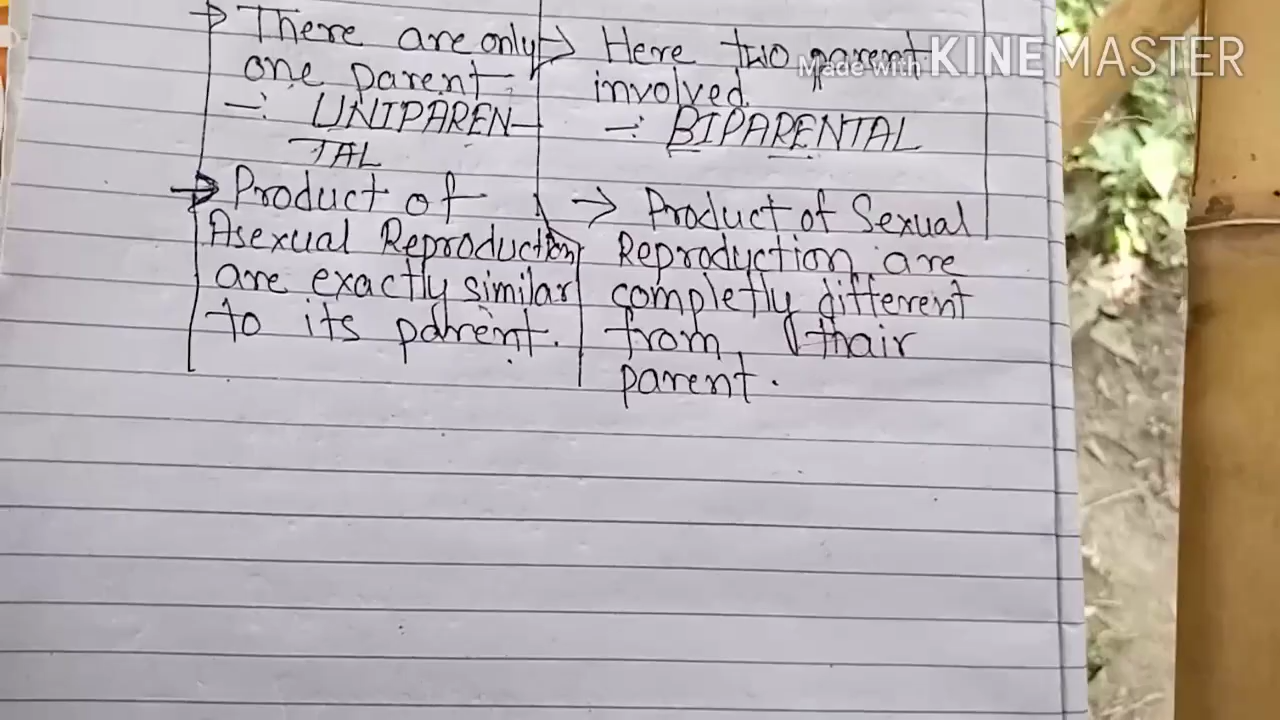 → There are only
one parent
-: UNIPAREN-
TAL
→ Product of
Asexual Reproduction
are exactly similar
to its parent.
→ Here two parent
involved.
-: BIPARENTAL
→ Product of Sexual
Reproduction are
completly different
from thair
parent.
Made with KINEMASTER